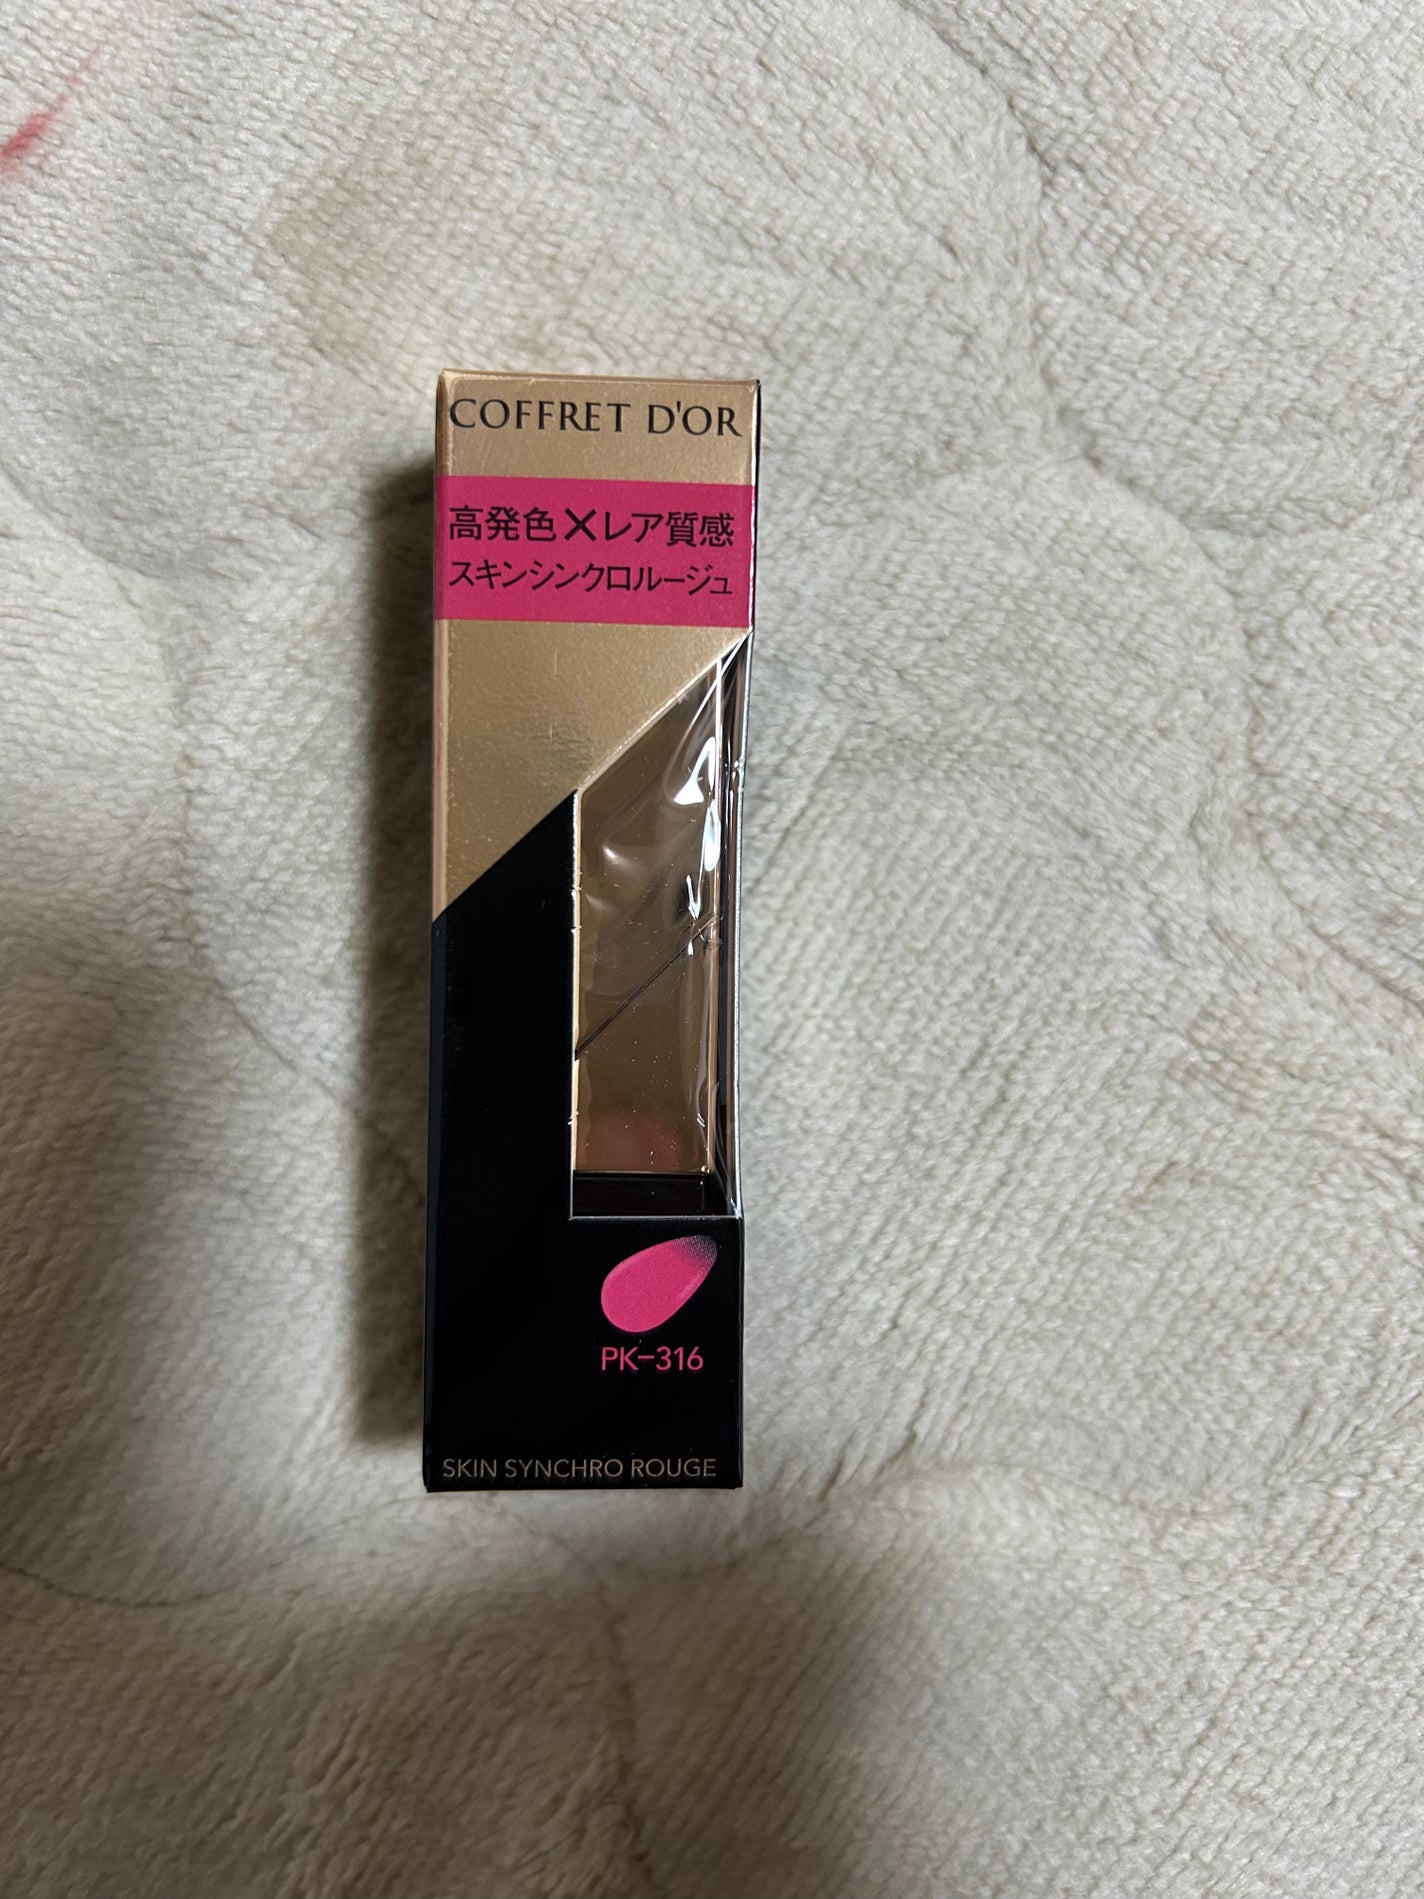 COFFRET D'OR
高発色×レア質感
スキンシンクロルージュ
PK-316
SKIN SYNCHRO ROUGE